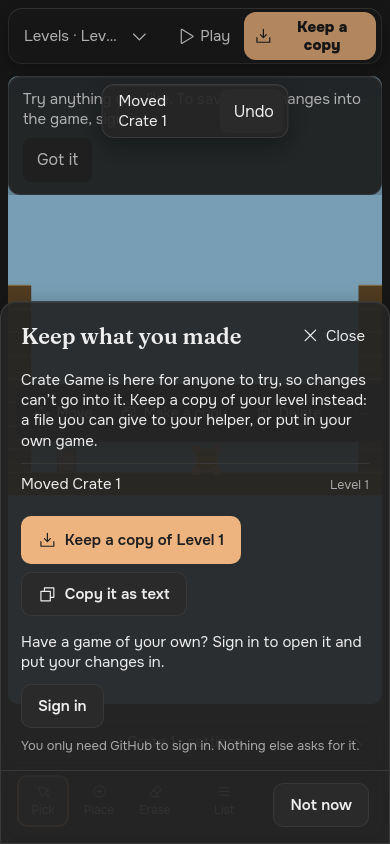 Levels · Lev...
Play
Keep a copy
Try anything
anges into
the game, s
Moved Crate 1
Undo
Got it
Keep what you made
Close
Crate Game is here for anyone to try, so changes
can't go into it. Keep a copy of your level instead:
a file you can give to your helper, or put in your
own game.
Moved Crate 1
Level 1
Keep a copy of Level 1
Copy it as text
Have a game of your own? Sign in to open it and
put your changes in.
Sign in
You only need GitHub to sign in. Nothing else asks for it.
Pick
Place
Erase
List
Not now